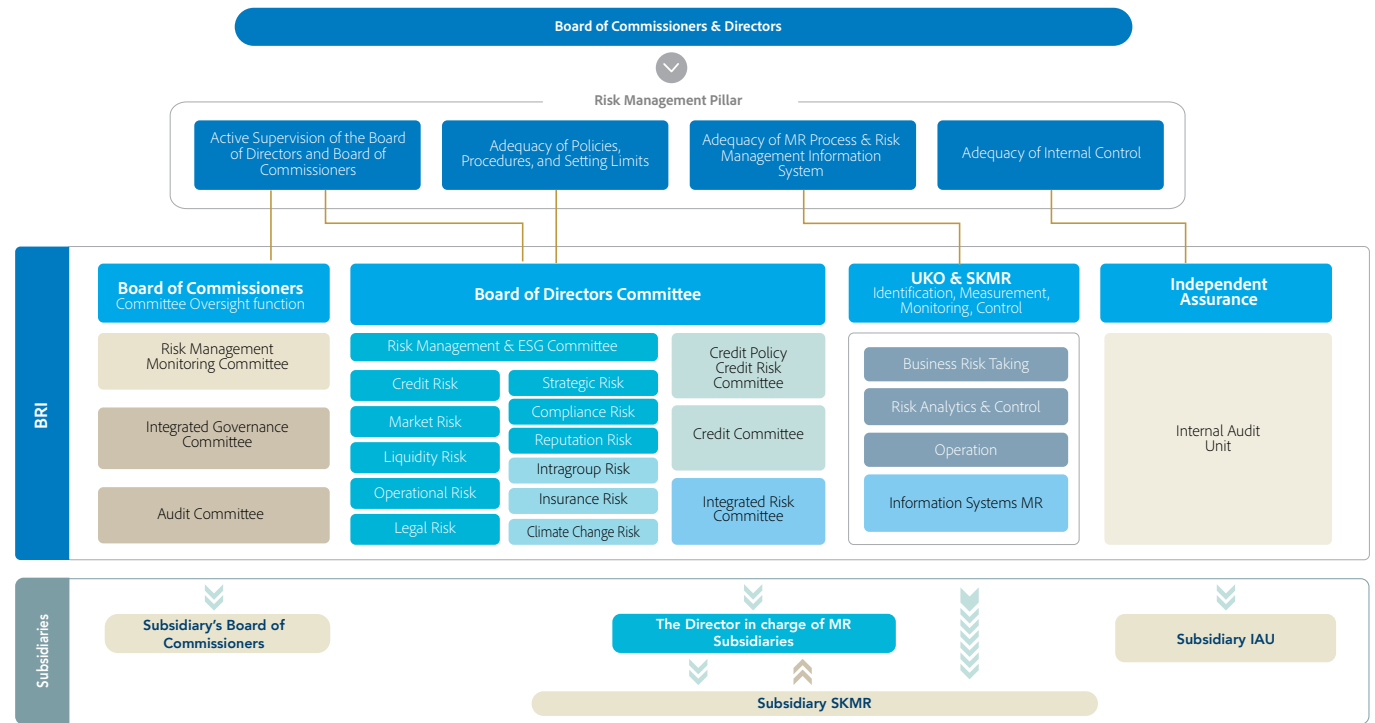 Board of Commissioners & Directors
Risk Management Pillar
Active Supervision of the Board
of Directors and Board of
Commissioners
Adequacy of Policies,
Procedures, and Setting Limits
Adequacy of MR Process & Risk
Management Information
System
Adequacy of Internal Control
BRI
Board of Commissioners
Committee Oversight function
Risk Management
Monitoring Committee
Integrated Governance
Committee
Audit Committee
Board of Directors Committee
Risk Management & ESG Committee
Credit Risk
Market Risk
Liquidity Risk
Operational Risk
Legal Risk
Strategic Risk
Compliance Risk
Reputation Risk
Intragroup Risk
Insurance Risk
Climate Change Risk
Credit Policy
Credit Risk
Committee
Credit Committee
Integrated Risk
Committee
UKO & SKMR
Identification, Measurement,
Monitoring, Control
Business Risk Taking
Risk Analytics & Control
Operation
Information Systems MR
Independent
Assurance
Internal Audit
Unit
Subsidiaries
Subsidiary's Board of
Commissioners
The Director in charge of MR
Subsidiaries
Subsidiary IAU
Subsidiary SKMR